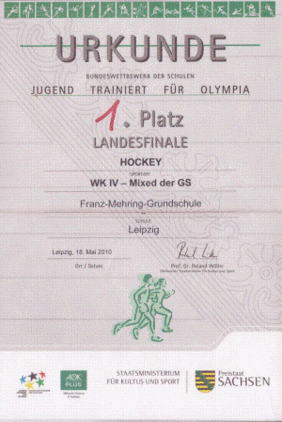 URKUNDE
BUNDESWETTBEWERB DER SCHULEN
JUGEND TRAINIERT FÜR OLYMPIA
1. Platz
LANDESFINALE
HOCKEY
SPORTART
WK IV – Mixed der GS
Franz-Mehring-Grundschule
SCHULE
Leipzig
Leipzig, 18. Mai 2010
Ort / Datum
Prof. Dr. Roland Wöller
AOK
PLUS
STAATSMINISTERIUM
FÜR KULTUS UND SPORT
Freistaat
SACHSEN